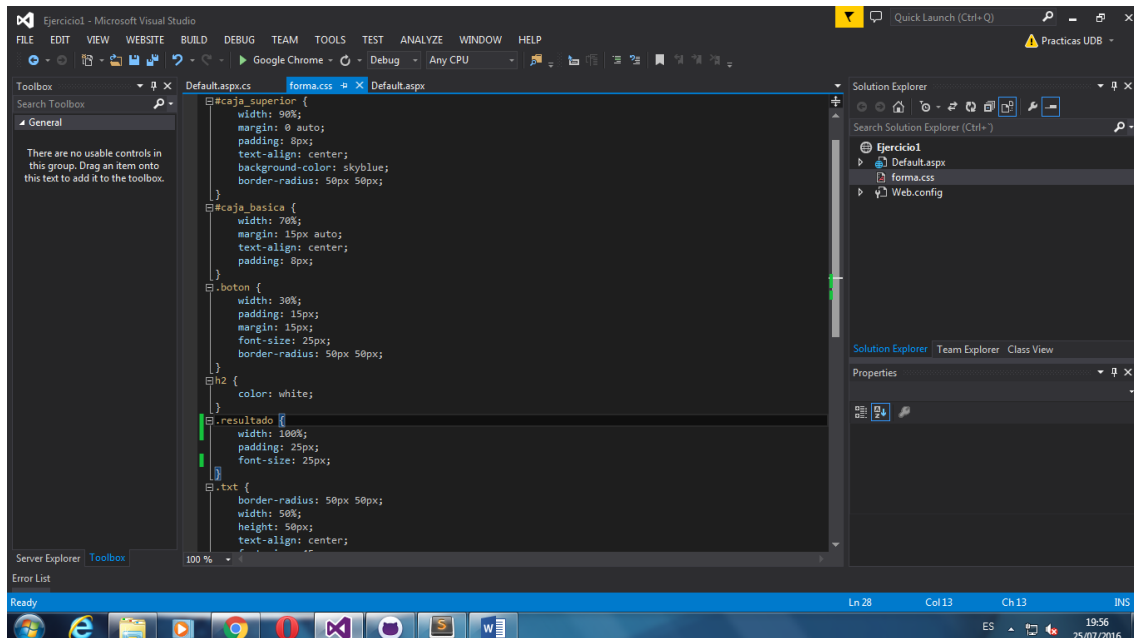 Ejercicio1 - Microsoft Visual Studio
Quick Launch (Ctrl+Q)
FILE EDIT VIEW WEBSITE BUILD DEBUG TEAM TOOLS TEST ANALYZE WINDOW HELP
Practicas UDB
Google Chrome
Debug
Any CPU
Toolbox
Search Toolbox
General
There are no usable controls in
this group. Drag an item onto
this text to add it to the toolbox.
Server Explorer Toolbox
Default.aspx.cs forma.css Default.aspx
#caja_superior {
width: 90%;
margin: 0 auto;
padding: 8px;
text-align: center;
background-color: skyblue;
border-radius: 50px 50px;
}
#caja_basica {
width: 70%;
margin: 15px auto;
text-align: center;
padding: 8px;
}
.boton {
width: 30%;
padding: 15px;
margin: 15px;
font-size: 25px;
border-radius: 50px 50px;
}
h2 {
color: white;
}
.resultado {
width: 100%;
padding: 25px;
font-size: 25px;
}
.txt {
border-radius: 50px 50px;
width: 50%;
height: 50px;
text-align: center;
100 %
Solution Explorer
Search Solution Explorer (Ctrl+¨)
Ejercicio1
Default.aspx
forma.css
Web.config
Solution Explorer Team Explorer Class View
Properties
Error List
Ready
Ln 28 Col 13 Ch 13 INS
ES
19:56
25/07/2016